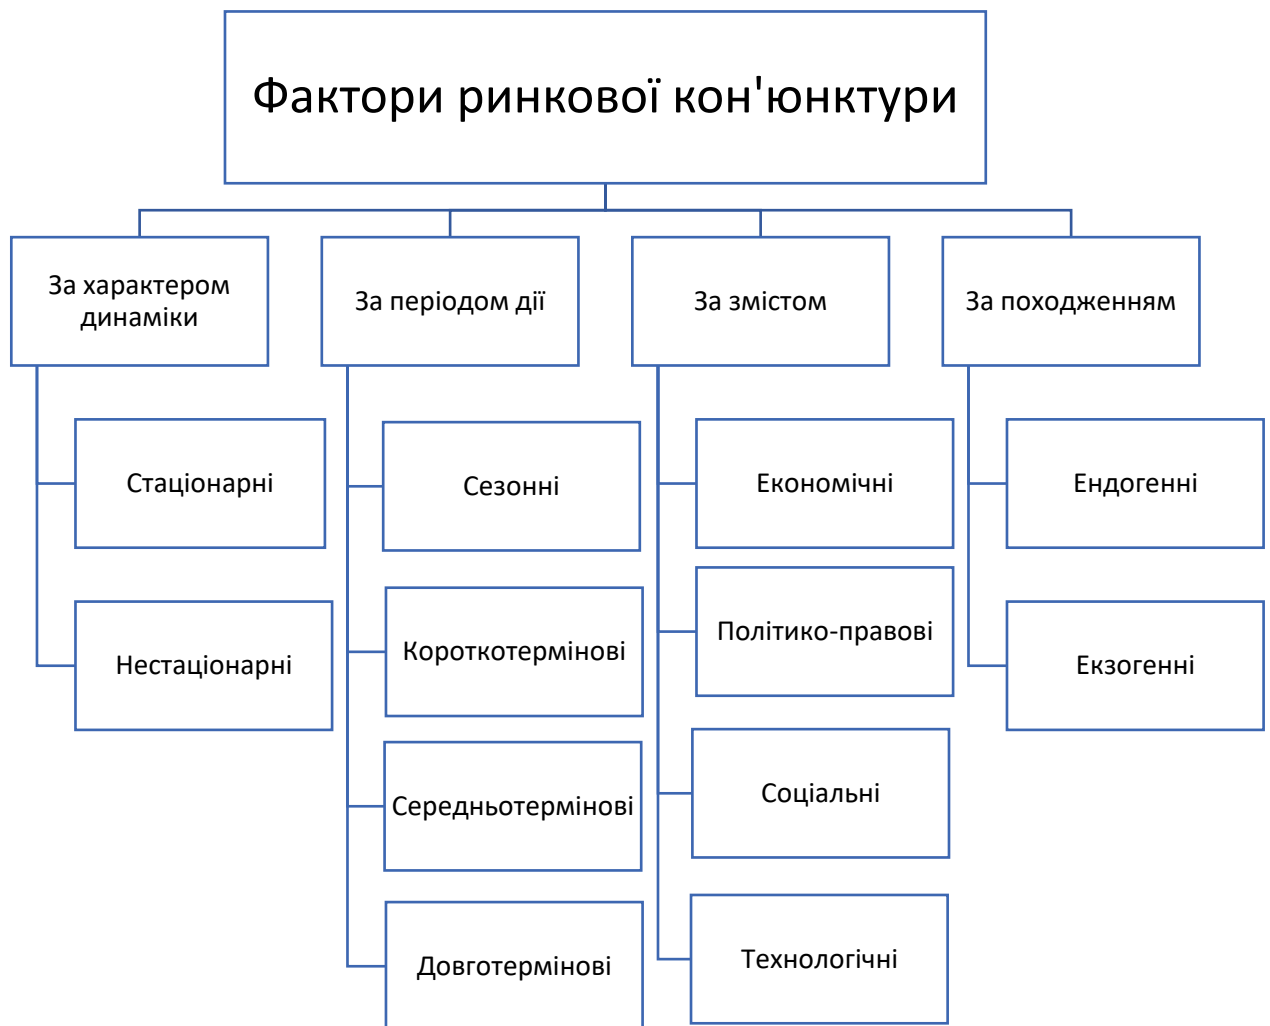 Фактори ринкової кон'юнктури
За характером
динаміки
Стаціонарні
Нестаціонарні
За періодом дії
Сезонні
Короткотермінові
Середньотермінові
Довготермінові
За змістом
Економічні
Політико-правові
Соціальні
Технологічні
За походженням
Ендогенні
Екзогенні